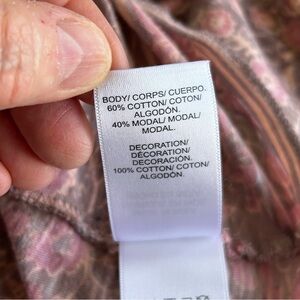 BODY/ CORPS/ CUERPO.
60% COTTON/ COTON/
ALGODÓN.
40% MODAL/ MODAL/
MODAL.
DECORATION/
DÉCORATION/
DECORACIÓN.
100% COTTON/ COTON/
ALGODÓN.